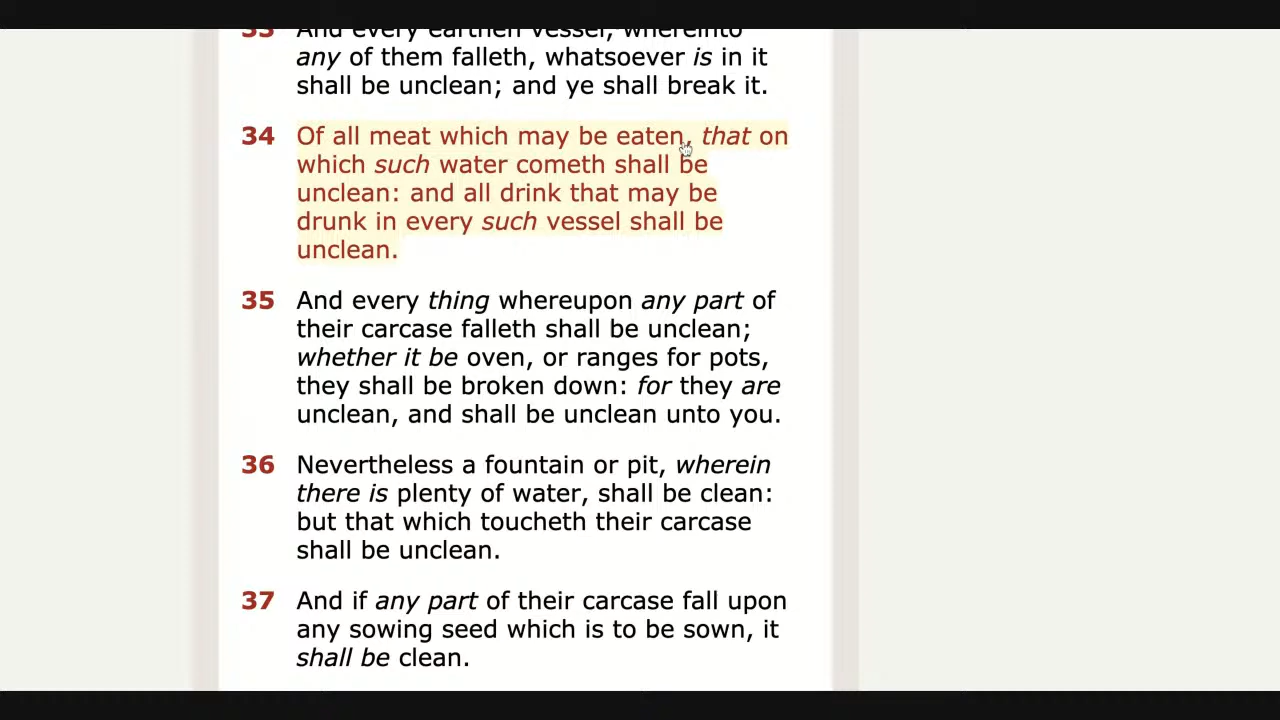 33 And every earthen vessel, whereinto
any of them falleth, whatsoever is in it
shall be unclean; and ye shall break it.
34 Of all meat which may be eaten, that on
which such water cometh shall be
unclean: and all drink that may be
drunk in every such vessel shall be
unclean.
35 And every thing whereupon any part of
their carcase falleth shall be unclean;
whether it be oven, or ranges for pots,
they shall be broken down: for they are
unclean, and shall be unclean unto you.
36 Nevertheless a fountain or pit, wherein
there is plenty of water, shall be clean:
but that which toucheth their carcase
shall be unclean.
37 And if any part of their carcase fall upon
any sowing seed which is to be sown, it
shall be clean.